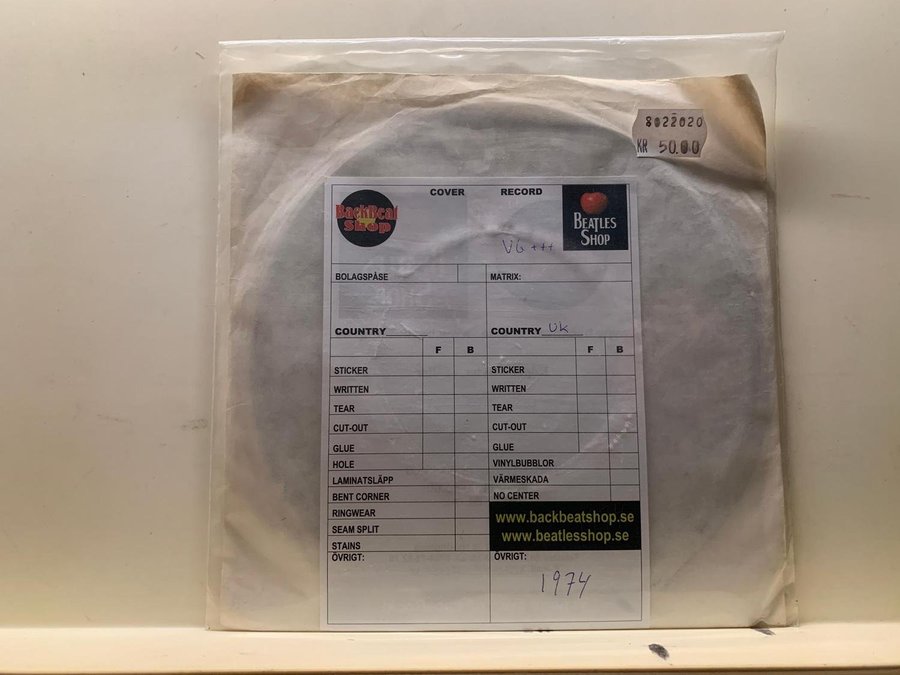 8022020
KR 50.00
COVER RECORD
BackBeat
Shop
BEATLES
SHOP
VG +++
BOLAGSPÅSE MATRIX:
COUNTRY COUNTRY UK
F B F B
STICKER STICKER
WRITTEN WRITTEN
TEAR TEAR
CUT-OUT CUT-OUT
GLUE GLUE
HOLE VINYLBUBBLOR
LAMINATSLÄPP VÄRMESKADA
BENT CORNER NO CENTER
RINGWEAR www.backbeatshop.se
SEAM SPLIT www.beatlesshop.se
STAINS
ÖVRIGT: ÖVRIGT:
1974